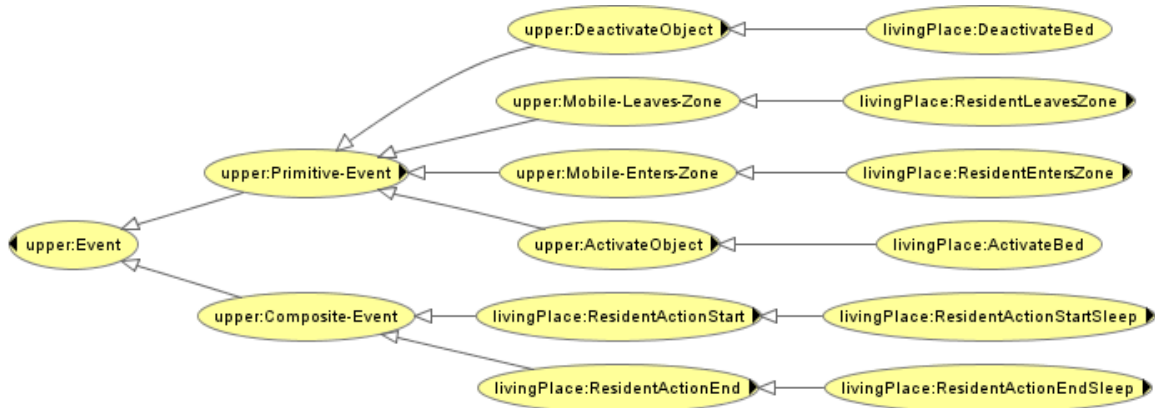 upper:DeactivateObject
livingPlace:DeactivateBed
upper:Mobile-Leaves-Zone
livingPlace:ResidentLeavesZone
upper:Primitive-Event
upper:Mobile-Enters-Zone
livingPlace:ResidentEntersZone
upper:Event
upper:ActivateObject
livingPlace:ActivateBed
upper:Composite-Event
livingPlace:ResidentActionStart
livingPlace:ResidentActionStartSleep
livingPlace:ResidentActionEnd
livingPlace:ResidentActionEndSleep